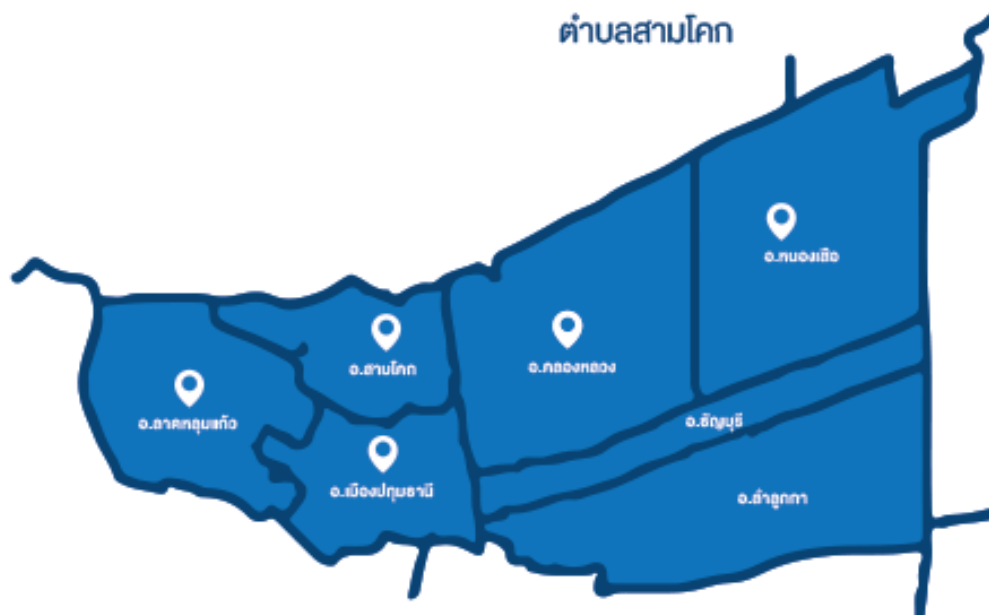 ตำบลสามโคก
อ.หนองเสือ
อ.สามโคก
อ.คลองหลวง
อ.ลาดหลุมแก้ว
อ.ธัญบุรี
อ.เมืองปทุมธานี
อ.ลำลูกกา